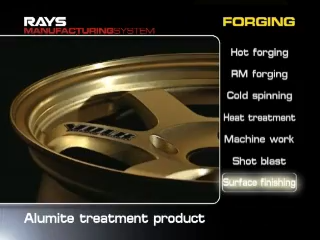 RAYS
MANUFACTURINGSYSTEM
FORGING
Hot forging
RM forging
Cold spinning
Heat treatment
Machine work
Shot blast
Surface finishing
Alumite treatment product